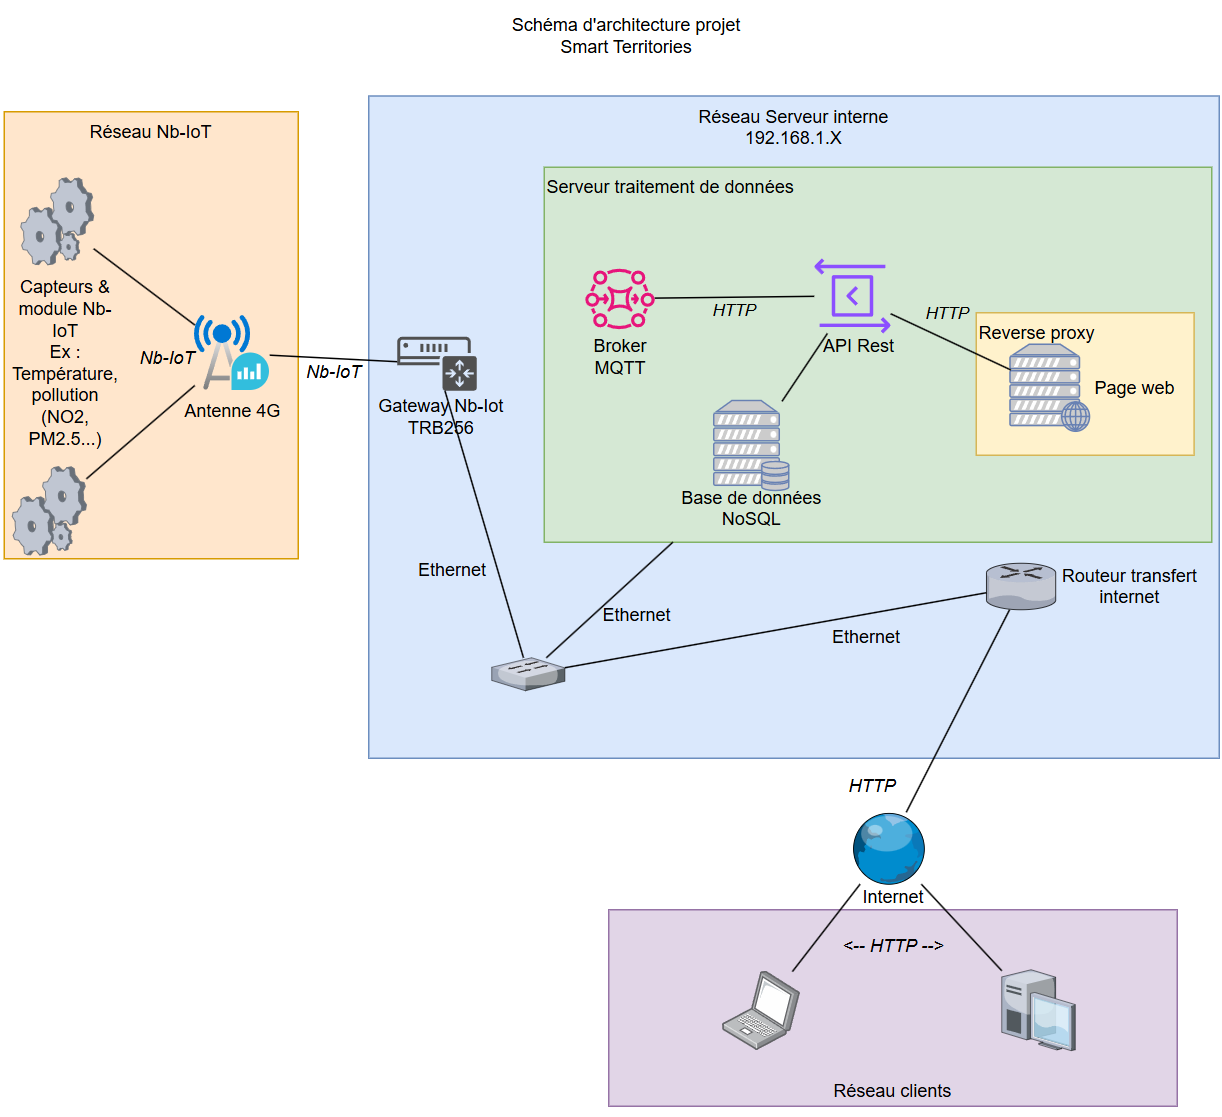 Schéma d'architecture projet
Smart Territories
Réseau Nb-IoT
Capteurs &
module Nb-
IoT
Ex :
Température,
pollution
(NO2,
PM2.5...)
Nb-IoT
Antenne 4G
Nb-IoT
Réseau Serveur interne
192.168.1.X
Gateway Nb-Iot
TRB256
Serveur traitement de données
Broker
MQTT
HTTP
API Rest
HTTP
Reverse proxy
Page web
Base de données
NoSQL
Ethernet
Ethernet
Ethernet
Routeur transfert
internet
HTTP
Internet
<-- HTTP -->
Réseau clients